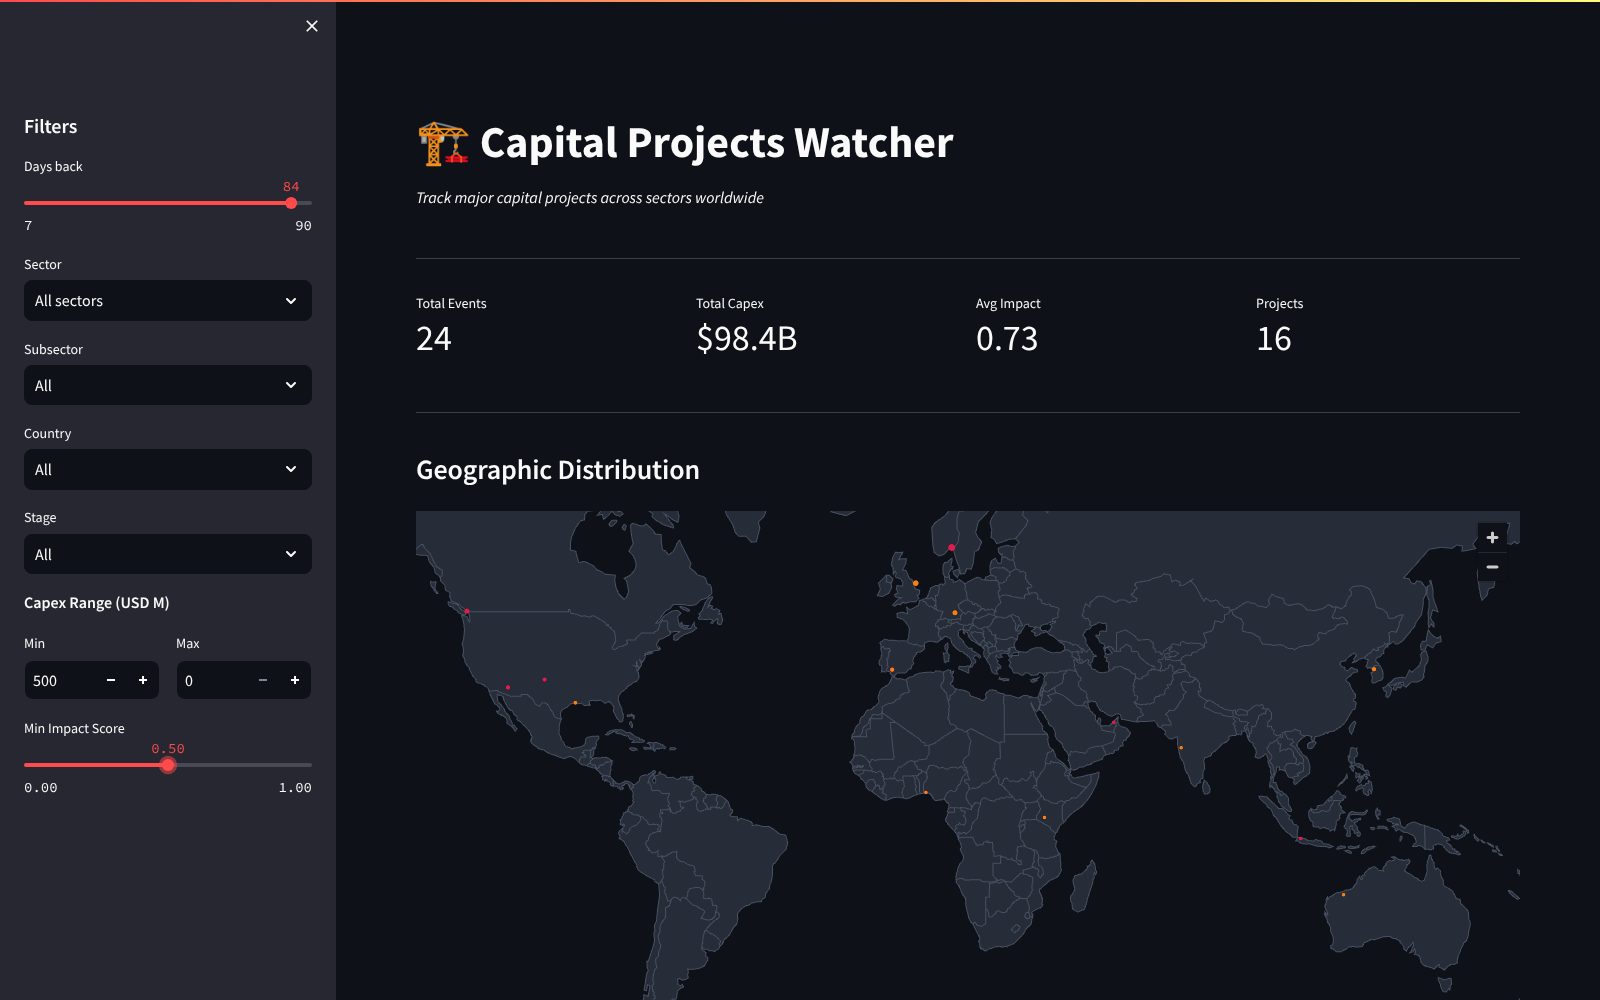 Filters
Days back
84
7 90
Sector
All sectors
Subsector
All
Country
All
Stage
All
Capex Range (USD M)
Min Max
500 0
Min Impact Score
0.50
0.00 1.00
Capital Projects Watcher
Track major capital projects across sectors worldwide
Total Events Total Capex Avg Impact Projects
24 $98.4B 0.73 16
Geographic Distribution